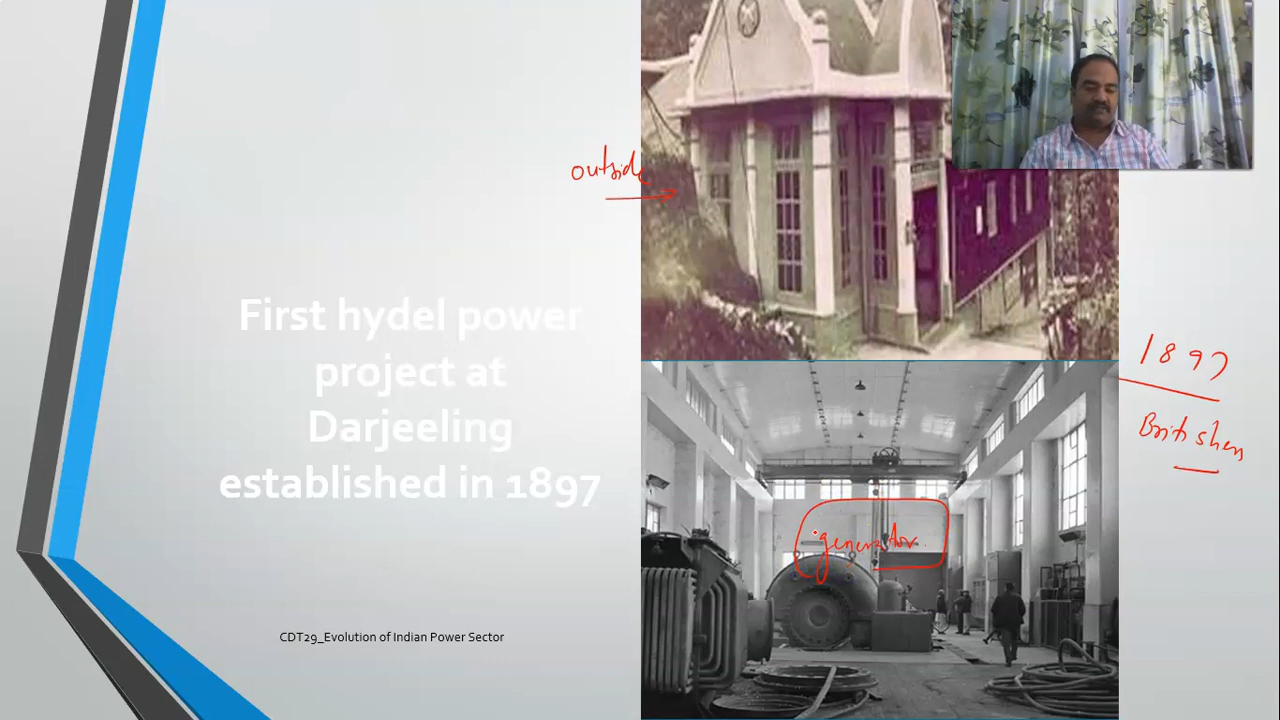 outside
First hydel power
project at
Darjeeling
established in 1897
1897
Britishers
generator
CDT29_Evolution of Indian Power Sector